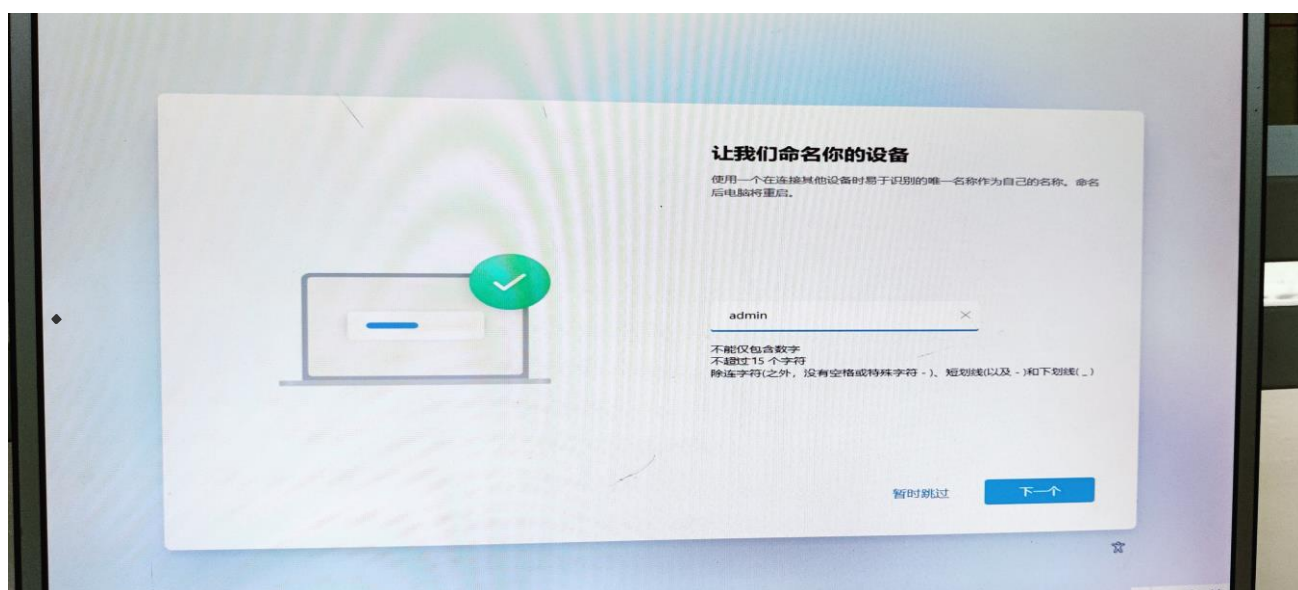 让我们命名你的设备
使用一个在连接其他设备时易于识别的唯一名称作为自己的名称。命名
后电脑将重启。
admin
不能仅包含数字
不超过 15 个字符
除连字符(之外，没有空格或特殊字符 - )、短划线(以及 - )和下划线( _ )
暂时跳过
下一个